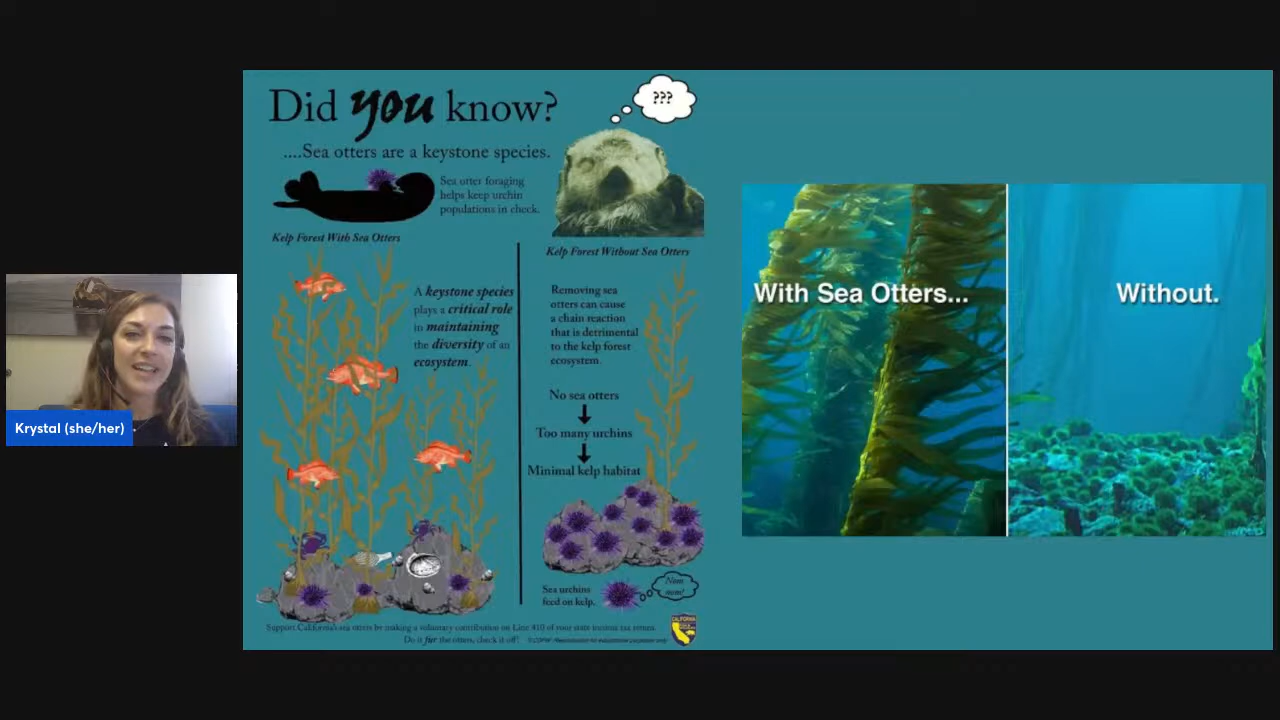 Did you know?
???
....Sea otters are a keystone species.
Sea otter foraging
helps keep urchin
populations in check.
Kelp Forest With Sea Otters
A keystone species
plays a critical role
in maintaining
the diversity of an
ecosystem.
Kelp Forest Without Sea Otters
Removing sea
otters can cause
a chain reaction
that is detrimental
to the kelp forest
ecosystem.
No sea otters
Too many urchins
Minimal kelp habitat
Sea urchins
feed on kelp.
Nom
nom!
Support California's sea otters by making a voluntary contribution on Line 410 of your state income tax return.
Do it fur the otters, check it off!
CALIFORNIA
With Sea Otters...
Without.
Krystal (she/her)